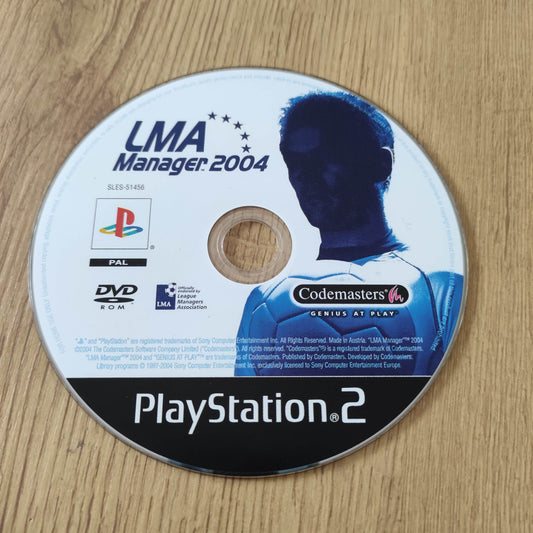 LMA
Manager™ 2004
SLES-51456
PAL
DVD
ROM
LMA
Officially
endorsed by
League
Managers
Association
Codemasters®
GENIUS AT PLAY™
and "PlayStation" are registered trademarks of Sony Computer Entertainment Inc. All Rights Reserved. Made in Austria. "LMA Manager"™ 2004
©2004 The Codemasters Software Company Limited ("Codemasters"). All rights reserved. "Codemasters"® is a registered trademark of Codemasters.
"LMA Manager"™ 2004 and "GENIUS AT PLAY"™ are trademarks of Codemasters. Published by Codemasters. Developed by Codemasters.
Library programs © 1997-2004 Sony Computer Entertainment Inc, exclusively licensed to Sony Computer Entertainment Europe.
PlayStation®2